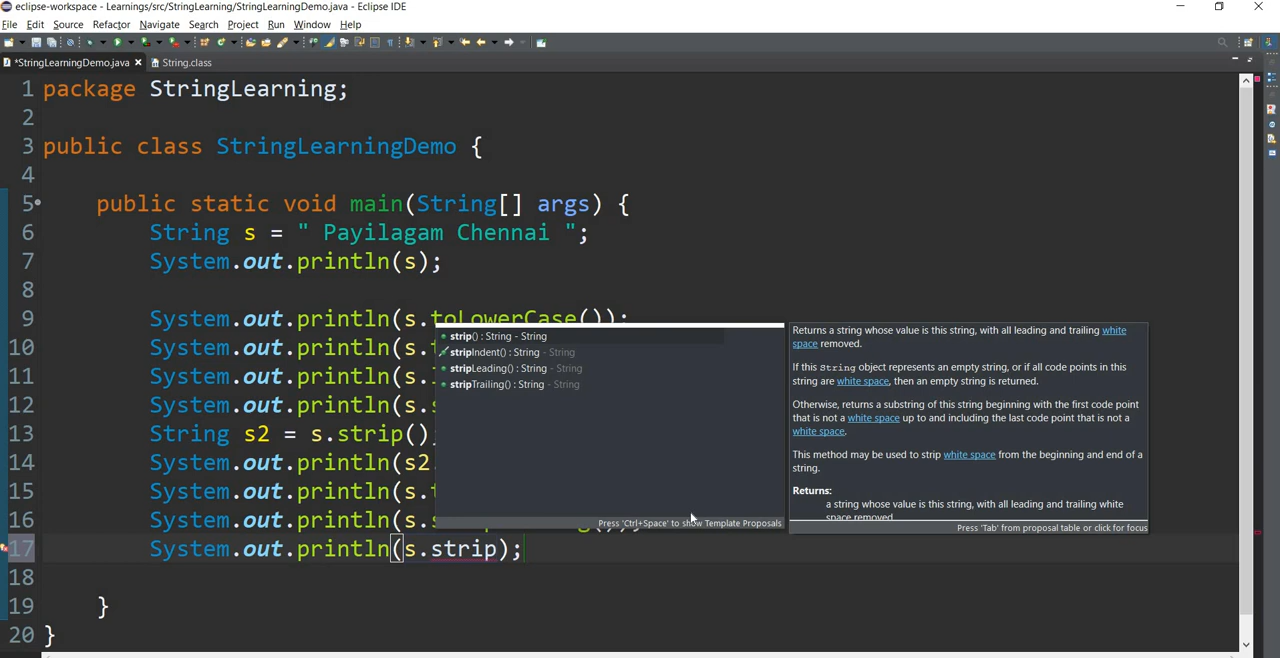 eclipse-workspace - Learnings/src/StringLearning/StringLearningDemo.java - Eclipse IDE
File Edit Source Refactor Navigate Search Project Run Window Help
*StringLearningDemo.java String.class
1 package StringLearning;
2
3 public class StringLearningDemo {
4
5 public static void main(String[] args) {
6 String s = " Payilagam Chennai ";
7 System.out.println(s);
8
9 System.out.println(s.toLowerCase());
10 System.out.println(s.
11 System.out.println(s.
12 System.out.println(s.
13 String s2 = s.strip()
14 System.out.println(s2
15 System.out.println(s.
16 System.out.println(s.
17 System.out.println(s.strip);
18
19 }
20 }
strip() : String - String
stripIndent() : String - String
stripLeading() : String - String
stripTrailing() : String - String
Press 'Ctrl+Space' to show Template Proposals
Returns a string whose value is this string, with all leading and trailing white
space removed.
If this String object represents an empty string, or if all code points in this
string are white space, then an empty string is returned.
Otherwise, returns a substring of this string beginning with the first code point
that is not a white space up to and including the last code point that is not a
white space.
This method may be used to strip white space from the beginning and end of a
string.
Returns:
a string whose value is this string, with all leading and trailing white
space removed
Press 'Tab' from proposal table or click for focus